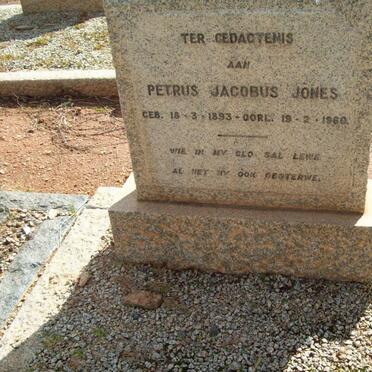 TER GEDAGTENIS
AAN
PETRUS JACOBUS JONES
GEB. 18-3-1893 - OORL. 19-2-1960.
WIE IN MY GLO SAL LEWE
AL HET HY OOK GESTERWE.